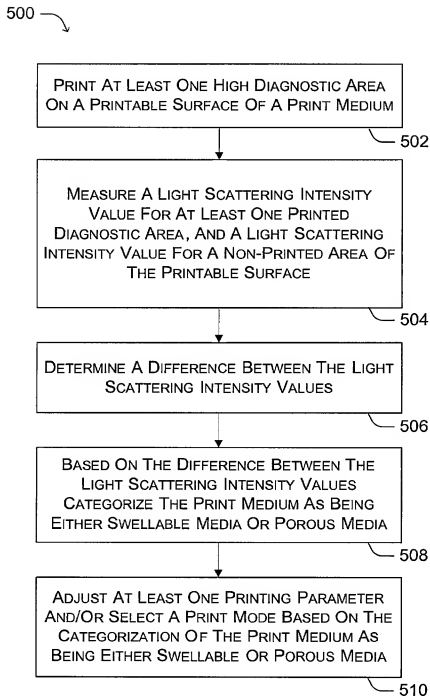 500
PRINT AT LEAST ONE HIGH DIAGNOSTIC AREA
ON A PRINTABLE SURFACE OF A PRINT MEDIUM
502
MEASURE A LIGHT SCATTERING INTENSITY
VALUE FOR AT LEAST ONE PRINTED
DIAGNOSTIC AREA, AND A LIGHT SCATTERING
INTENSITY VALUE FOR A NON-PRINTED AREA OF
THE PRINTABLE SURFACE
504
DETERMINE A DIFFERENCE BETWEEN THE LIGHT
SCATTERING INTENSITY VALUES
506
BASED ON THE DIFFERENCE BETWEEN THE
LIGHT SCATTERING INTENSITY VALUES
CATEGORIZE THE PRINT MEDIUM AS BEING
EITHER SWELLABLE MEDIA OR POROUS MEDIA
508
ADJUST AT LEAST ONE PRINTING PARAMETER
AND/OR SELECT A PRINT MODE BASED ON THE
CATEGORIZATION OF THE PRINT MEDIUM AS
BEING EITHER SWELLABLE OR POROUS MEDIA
510